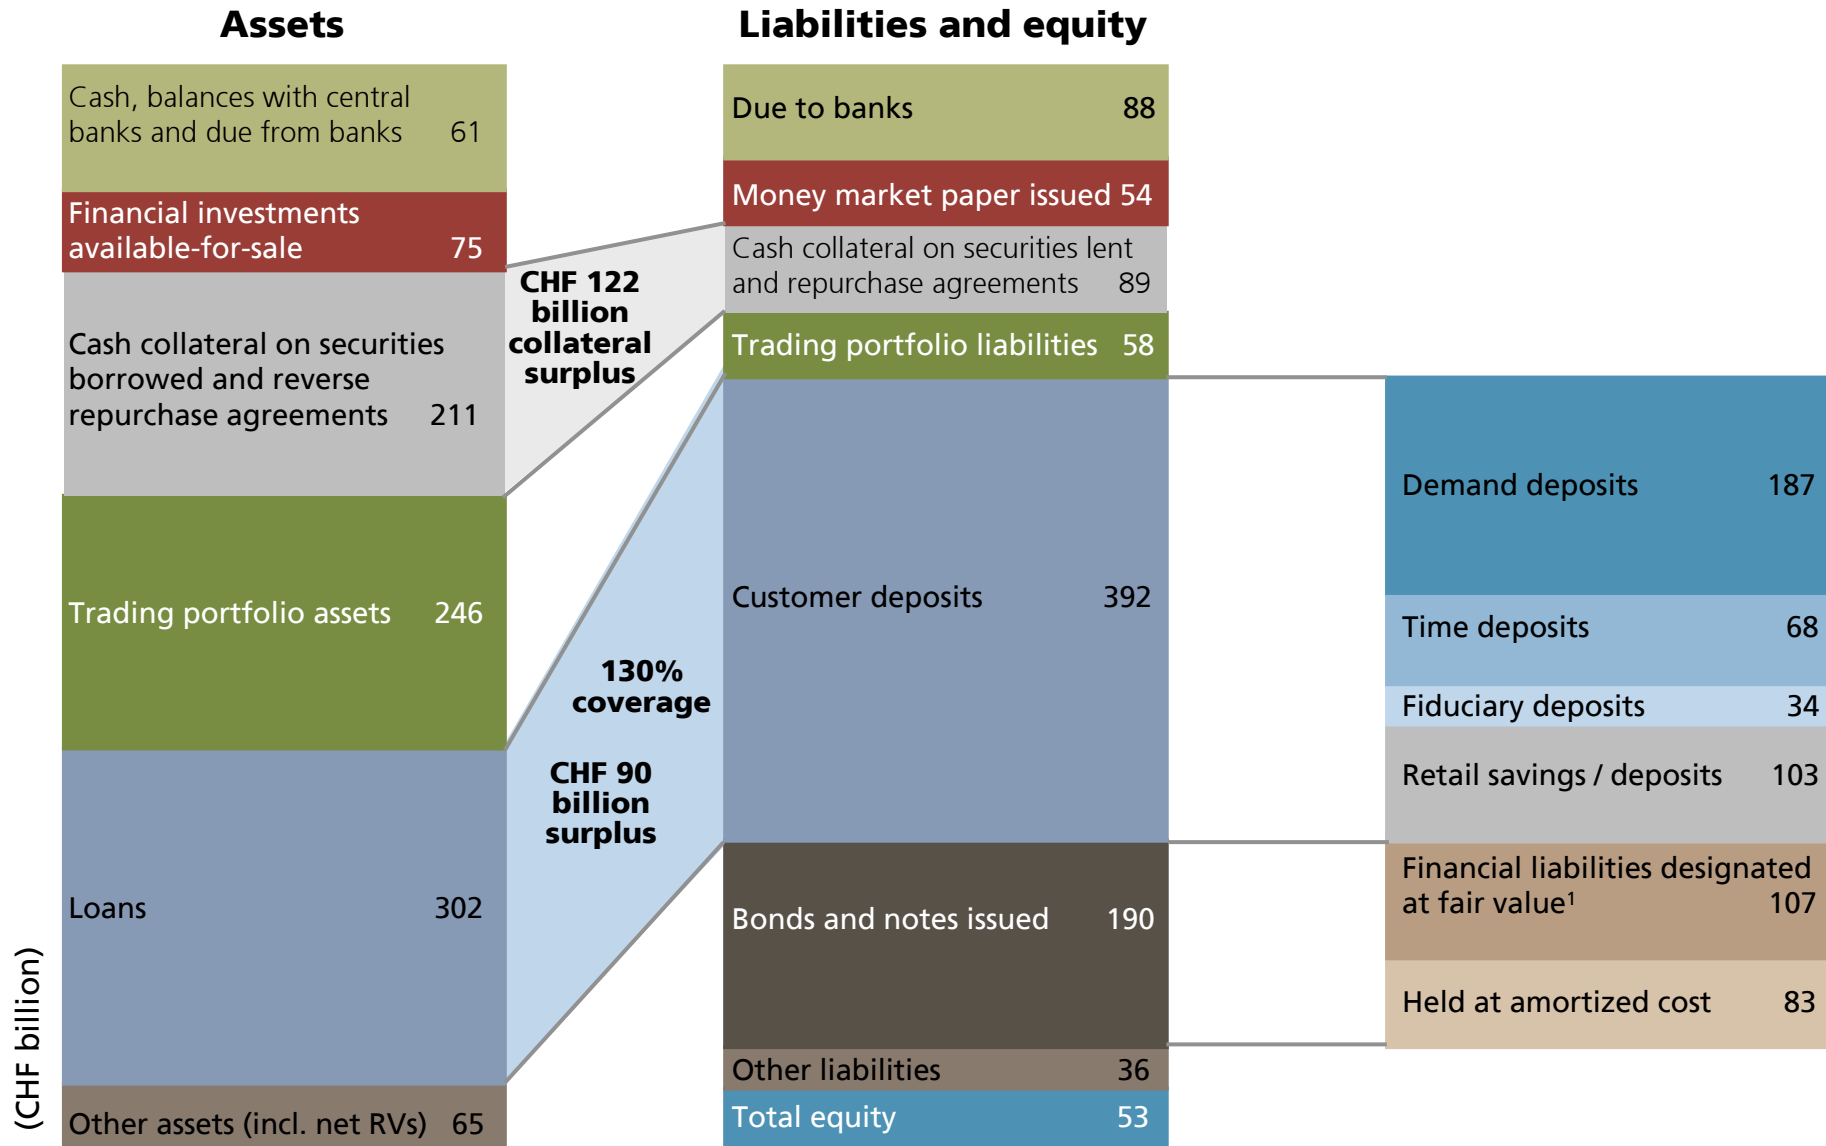 Assets
Cash, balances with central
banks and due from banks 61
Financial investments
available-for-sale 75
Cash collateral on securities
borrowed and reverse
repurchase agreements 211
Trading portfolio assets 246
Loans 302
Other assets (incl. net RVs) 65
(CHF billion)
CHF 122
billion
collateral
surplus
130%
coverage
CHF 90
billion
surplus
Liabilities and equity
Due to banks 88
Money market paper issued 54
Cash collateral on securities lent
and repurchase agreements 89
Trading portfolio liabilities 58
Customer deposits 392
Bonds and notes issued 190
Other liabilities 36
Total equity 53
Demand deposits 187
Time deposits 68
Fiduciary deposits 34
Retail savings / deposits 103
Financial liabilities designated
at fair value¹ 107
Held at amortized cost 83